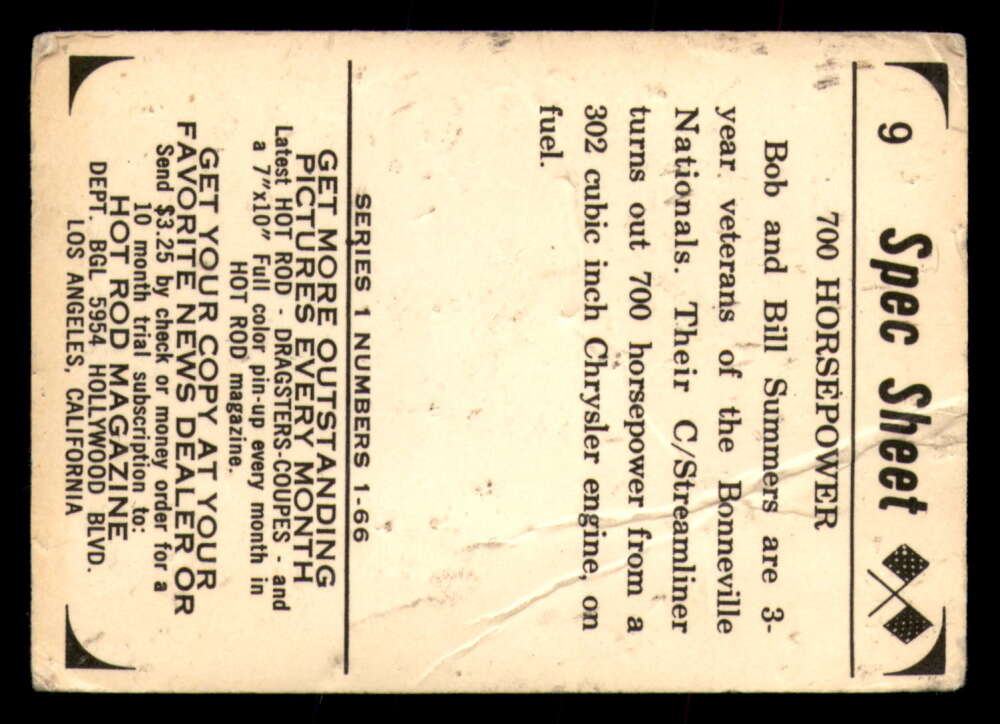 9 Spec Sheet
700 HORSEPOWER
Bob and Bill Summers are 3-
year veterans of the Bonneville
Nationals. Their C/Streamliner
turns out 700 horsepower from a
302 cubic inch Chrysler engine, on
fuel.
SERIES 1 NUMBERS 1-66
GET MORE OUTSTANDING
PICTURES EVERY MONTH
Latest HOT ROD - DRAGSTERS-COUPES - and
a 7"x10" Full color pin-up every month in
HOT ROD magazine.
GET YOUR COPY AT YOUR
FAVORITE NEWS DEALER OR
Send $3.25 by check or money order for a
10 month trial subscription to:
HOT ROD MAGAZINE
DEPT. BGL 5954 HOLLYWOOD BLVD.
LOS ANGELES, CALIFORNIA